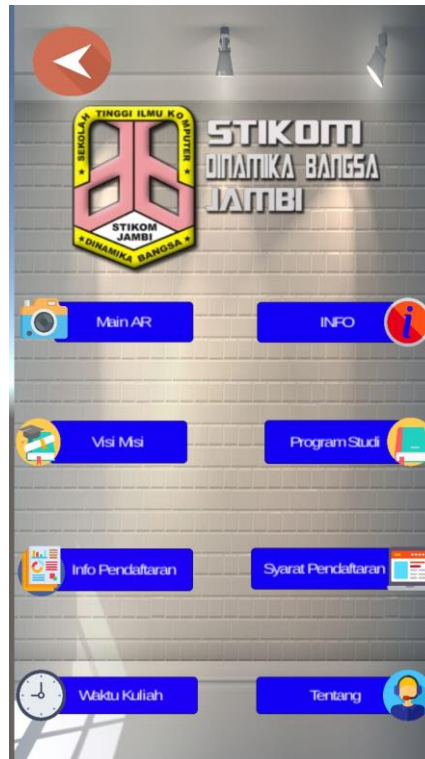 SEKOLAH TINGGI ILMU KOMPUTER
STIKOM
JAMBI
DINAMIKA BANGSA
STIKOM
DINAMIKA BANGSA
JAMBI
Main AR
INFO
i
Visi Misi
Program Studi
Info Pendaftaran
Syarat Pendaftaran
Waktu Kuliah
Tentang